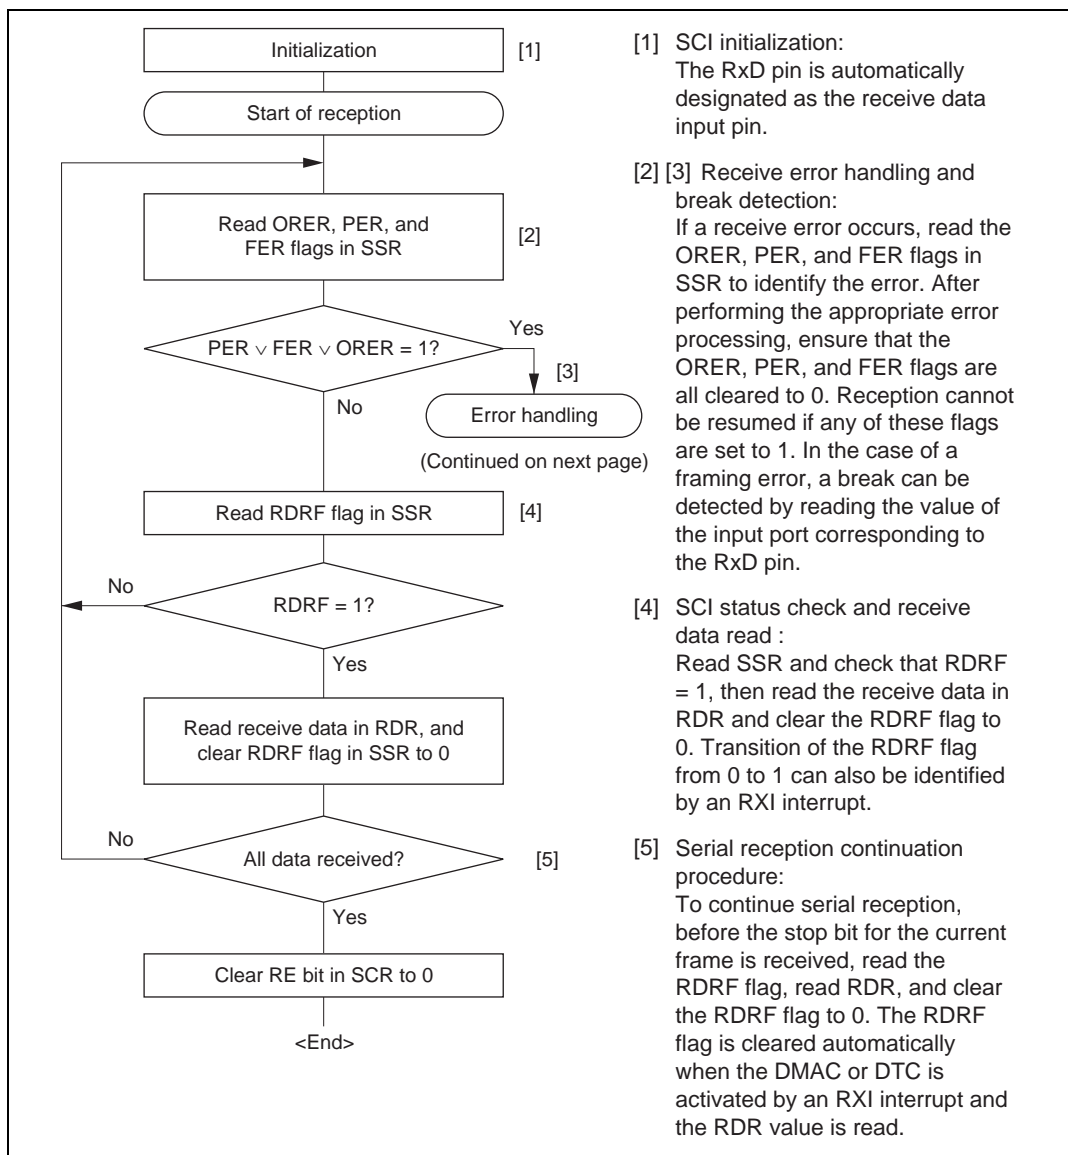 Initialization
[1]
Start of reception
Read ORER, PER, and
FER flags in SSR
[2]
PER ∨ FER ∨ ORER = 1?
Yes
[3]
No
Error handling
(Continued on next page)
Read RDRF flag in SSR
[4]
No
RDRF = 1?
Yes
Read receive data in RDR, and
clear RDRF flag in SSR to 0
No
All data received?
[5]
Yes
Clear RE bit in SCR to 0
<End>
[1] SCI initialization:
The RxD pin is automatically
designated as the receive data
input pin.
[2] [3] Receive error handling and
break detection:
If a receive error occurs, read the
ORER, PER, and FER flags in
SSR to identify the error. After
performing the appropriate error
processing, ensure that the
ORER, PER, and FER flags are
all cleared to 0. Reception cannot
be resumed if any of these flags
are set to 1. In the case of a
framing error, a break can be
detected by reading the value of
the input port corresponding to
the RxD pin.
[4] SCI status check and receive
data read :
Read SSR and check that RDRF
= 1, then read the receive data in
RDR and clear the RDRF flag to
0. Transition of the RDRF flag
from 0 to 1 can also be identified
by an RXI interrupt.
[5] Serial reception continuation
procedure:
To continue serial reception,
before the stop bit for the current
frame is received, read the
RDRF flag, read RDR, and clear
the RDRF flag to 0. The RDRF
flag is cleared automatically
when the DMAC or DTC is
activated by an RXI interrupt and
the RDR value is read.